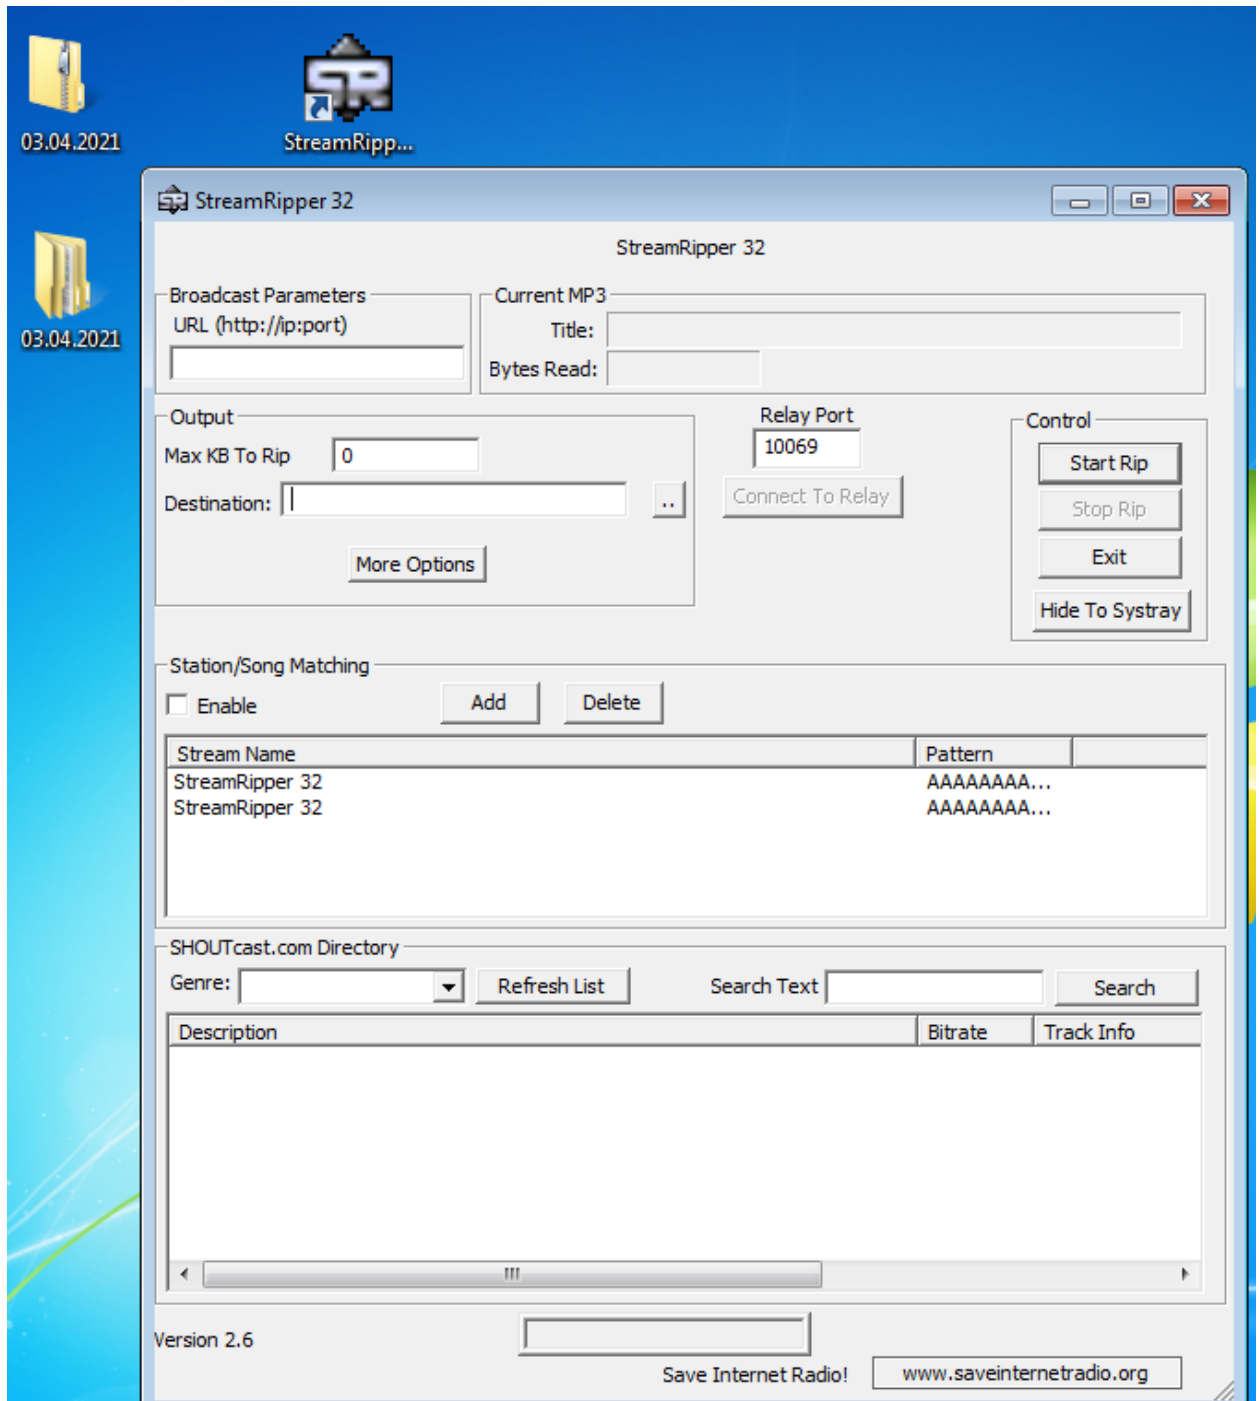 03.04.2021
StreamRipp...
StreamRipper 32
StreamRipper 32
03.04.2021
Broadcast Parameters
URL (http://ip:port)
Current MP3
Title:
Bytes Read:
Output
Max KB To Rip 0
Destination: ..
More Options
Relay Port
10069
Connect To Relay
Control
Start Rip
Stop Rip
Exit
Hide To Systray
Station/Song Matching
Enable Add Delete
Stream Name Pattern
StreamRipper 32 AAAAAAAA...
StreamRipper 32 AAAAAAAA...
SHOUTcast.com Directory
Genre: Refresh List Search Text Search
Description Bitrate Track Info
Version 2.6
Save Internet Radio! www.saveinternetradio.org